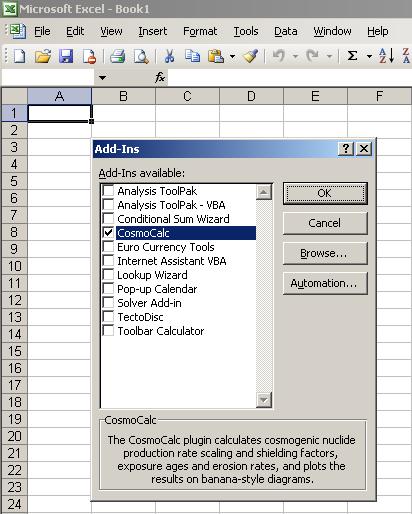 Microsoft Excel - Book1
File Edit View Insert Format Tools Data Window
Σ A Z Z A
fx
A B C D E F
1
2
3
4
5
6
7
8
9
10
11
12
13
14
15
16
17
18
19
20
21
22
23
24
Add-Ins
Add-Ins available:
Analysis ToolPak
Analysis ToolPak - VBA
Conditional Sum Wizard
CosmoCalc
Euro Currency Tools
Internet Assistant VBA
Lookup Wizard
Pop-up Calendar
Solver Add-in
TectoDisc
Toolbar Calculator
OK
Cancel
Browse...
Automation...
CosmoCalc
The CosmoCalc plugin calculates cosmogenic nuclide
production rate scaling and shielding factors,
exposure ages and erosion rates, and plots the
results on banana-style diagrams.